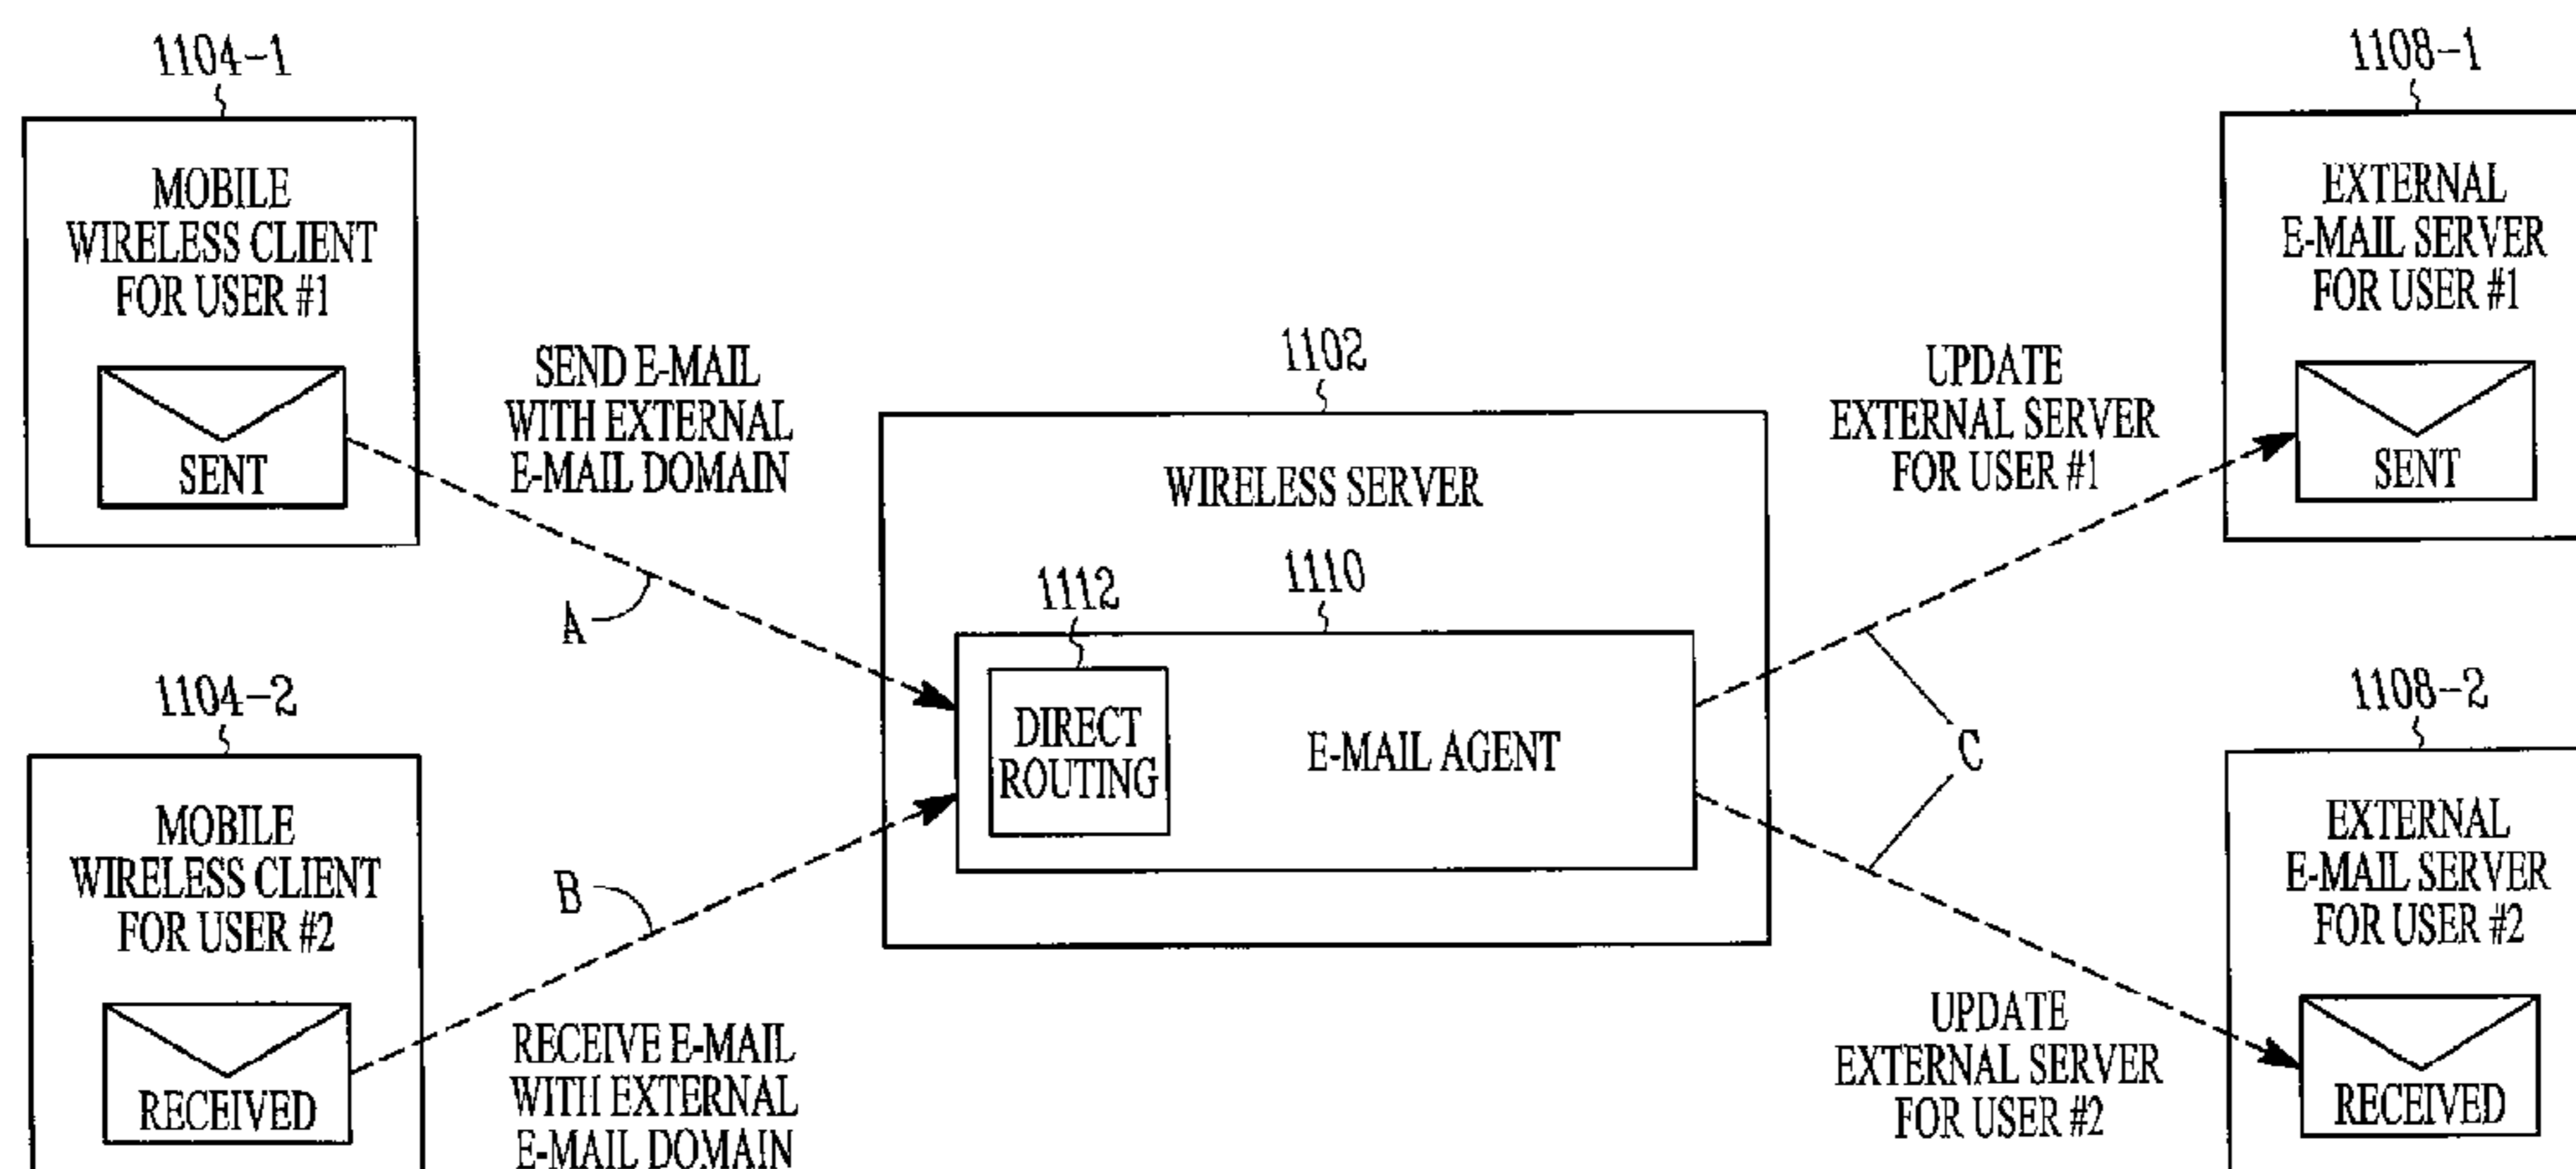 1104-1
MOBILE
WIRELESS CLIENT
FOR USER #1
SENT
SEND E-MAIL
WITH EXTERNAL
E-MAIL DOMAIN
A
1104-2
MOBILE
WIRELESS CLIENT
FOR USER #2
RECEIVED
B
RECEIVE E-MAIL
WITH EXTERNAL
E-MAIL DOMAIN
1102
WIRELESS SERVER
1110
1112
DIRECT
ROUTING
E-MAIL AGENT
UPDATE
EXTERNAL SERVER
FOR USER #1
C
UPDATE
EXTERNAL SERVER
FOR USER #2
1108-1
EXTERNAL
E-MAIL SERVER
FOR USER #1
SENT
1108-2
EXTERNAL
E-MAIL SERVER
FOR USER #2
RECEIVED